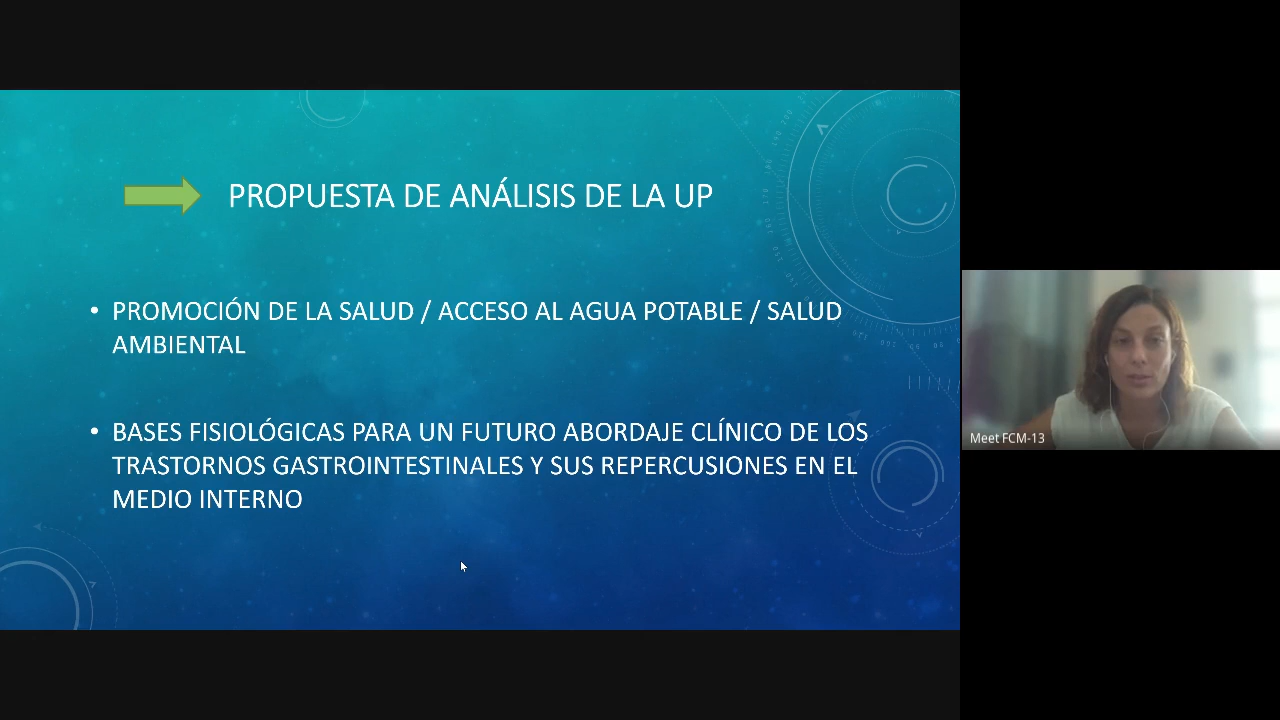 PROPUESTA DE ANÁLISIS DE LA UP
• PROMOCIÓN DE LA SALUD / ACCESO AL AGUA POTABLE / SALUD
AMBIENTAL
• BASES FISIOLÓGICAS PARA UN FUTURO ABORDAJE CLÍNICO DE LOS
TRASTORNOS GASTROINTESTINALES Y SUS REPERCUSIONES EN EL
MEDIO INTERNO
Meet FCM-13